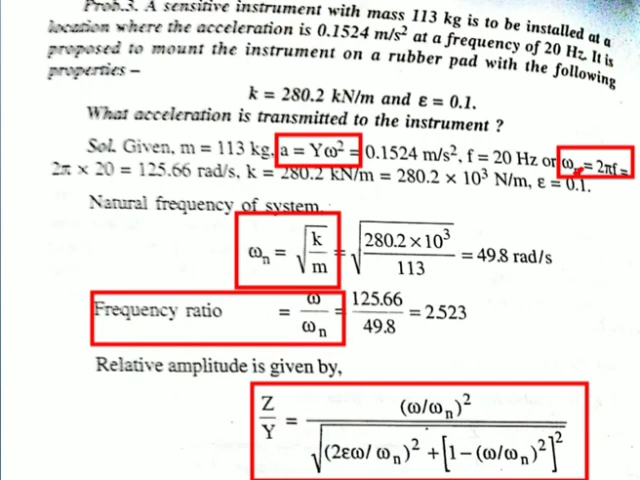 Prob.3. A sensitive instrument with mass 113 kg is to be installed at a
location where the acceleration is 0.1524 m/s² at a frequency of 20 Hz. It is
proposed to mount the instrument on a rubber pad with the following
properties –
k = 280.2 kN/m and ε = 0.1.
What acceleration is transmitted to the instrument ?
Sol. Given, m = 113 kg, a = Yω² = 0.1524 m/s², f = 20 Hz or ω = 2πf =
2π × 20 = 125.66 rad/s, k = 280.2 kN/m = 280.2 × 10³ N/m, ε = 0.1.
Natural frequency of system,
ωn = √(k/m) = √(280.2 × 10³/113) = 49.8 rad/s
Frequency ratio = ω/ωn = 125.66/49.8 = 2.523
Relative amplitude is given by,
Z/Y = (ω/ωn)²/√((2εω/ωn)² + [1 – (ω/ωn)²]²)